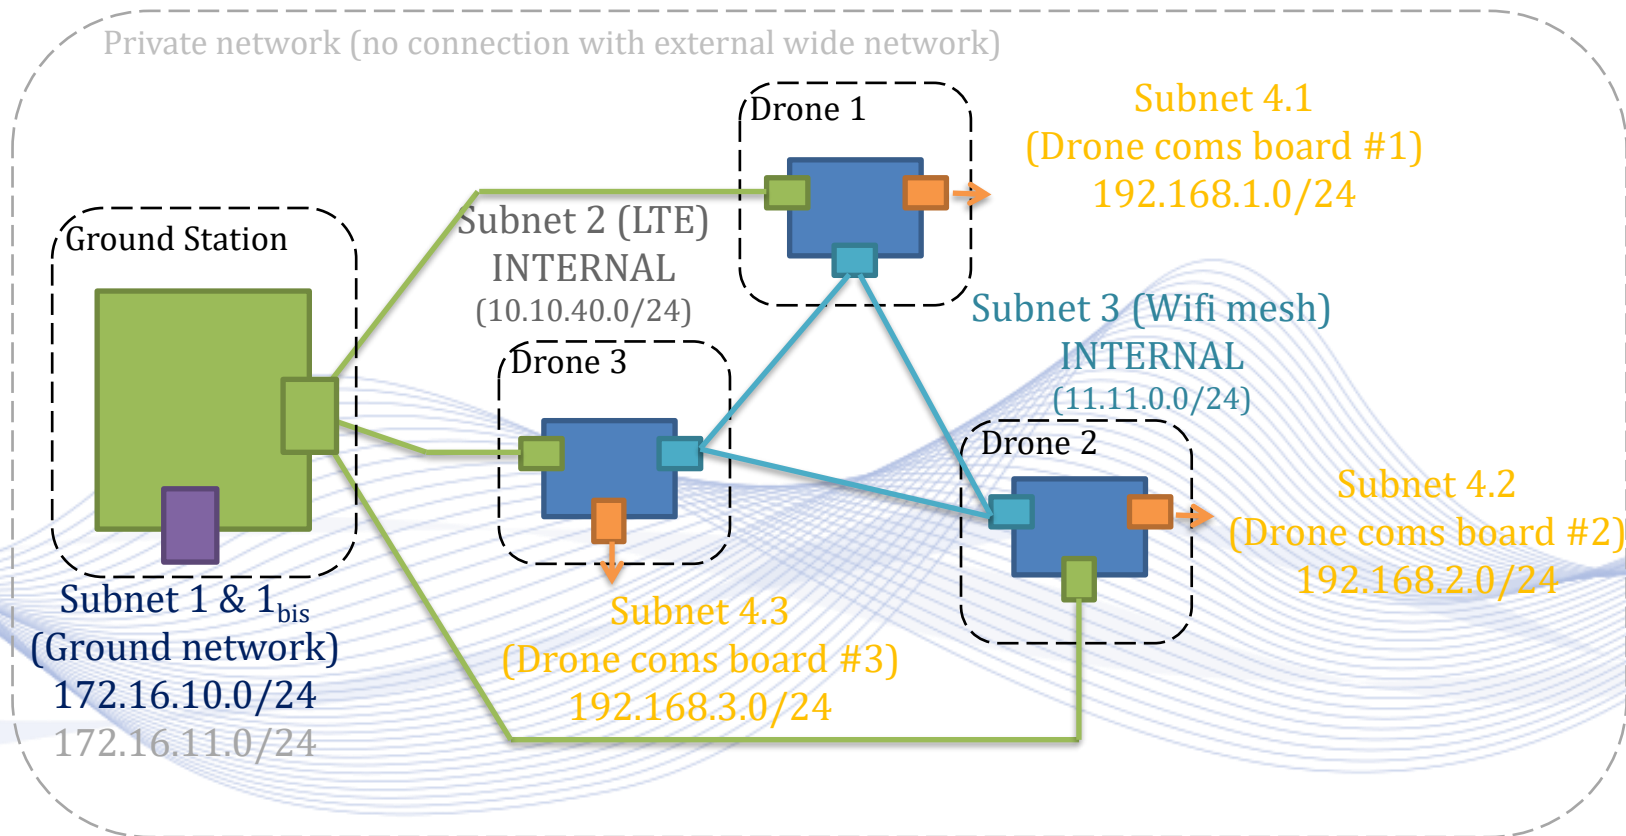 Private network (no connection with external wide network)
Drone 1
Subnet 4.1
(Drone coms board #1)
192.168.1.0/24
Ground Station
Subnet 2 (LTE)
INTERNAL
(10.10.40.0/24)
Subnet 3 (Wifi mesh)
INTERNAL
(11.11.0.0/24)
Drone 3
Drone 2
Subnet 4.2
(Drone coms board #2)
192.168.2.0/24
Subnet 1 & 1bis
(Ground network)
172.16.10.0/24
172.16.11.0/24
Subnet 4.3
(Drone coms board #3)
192.168.3.0/24